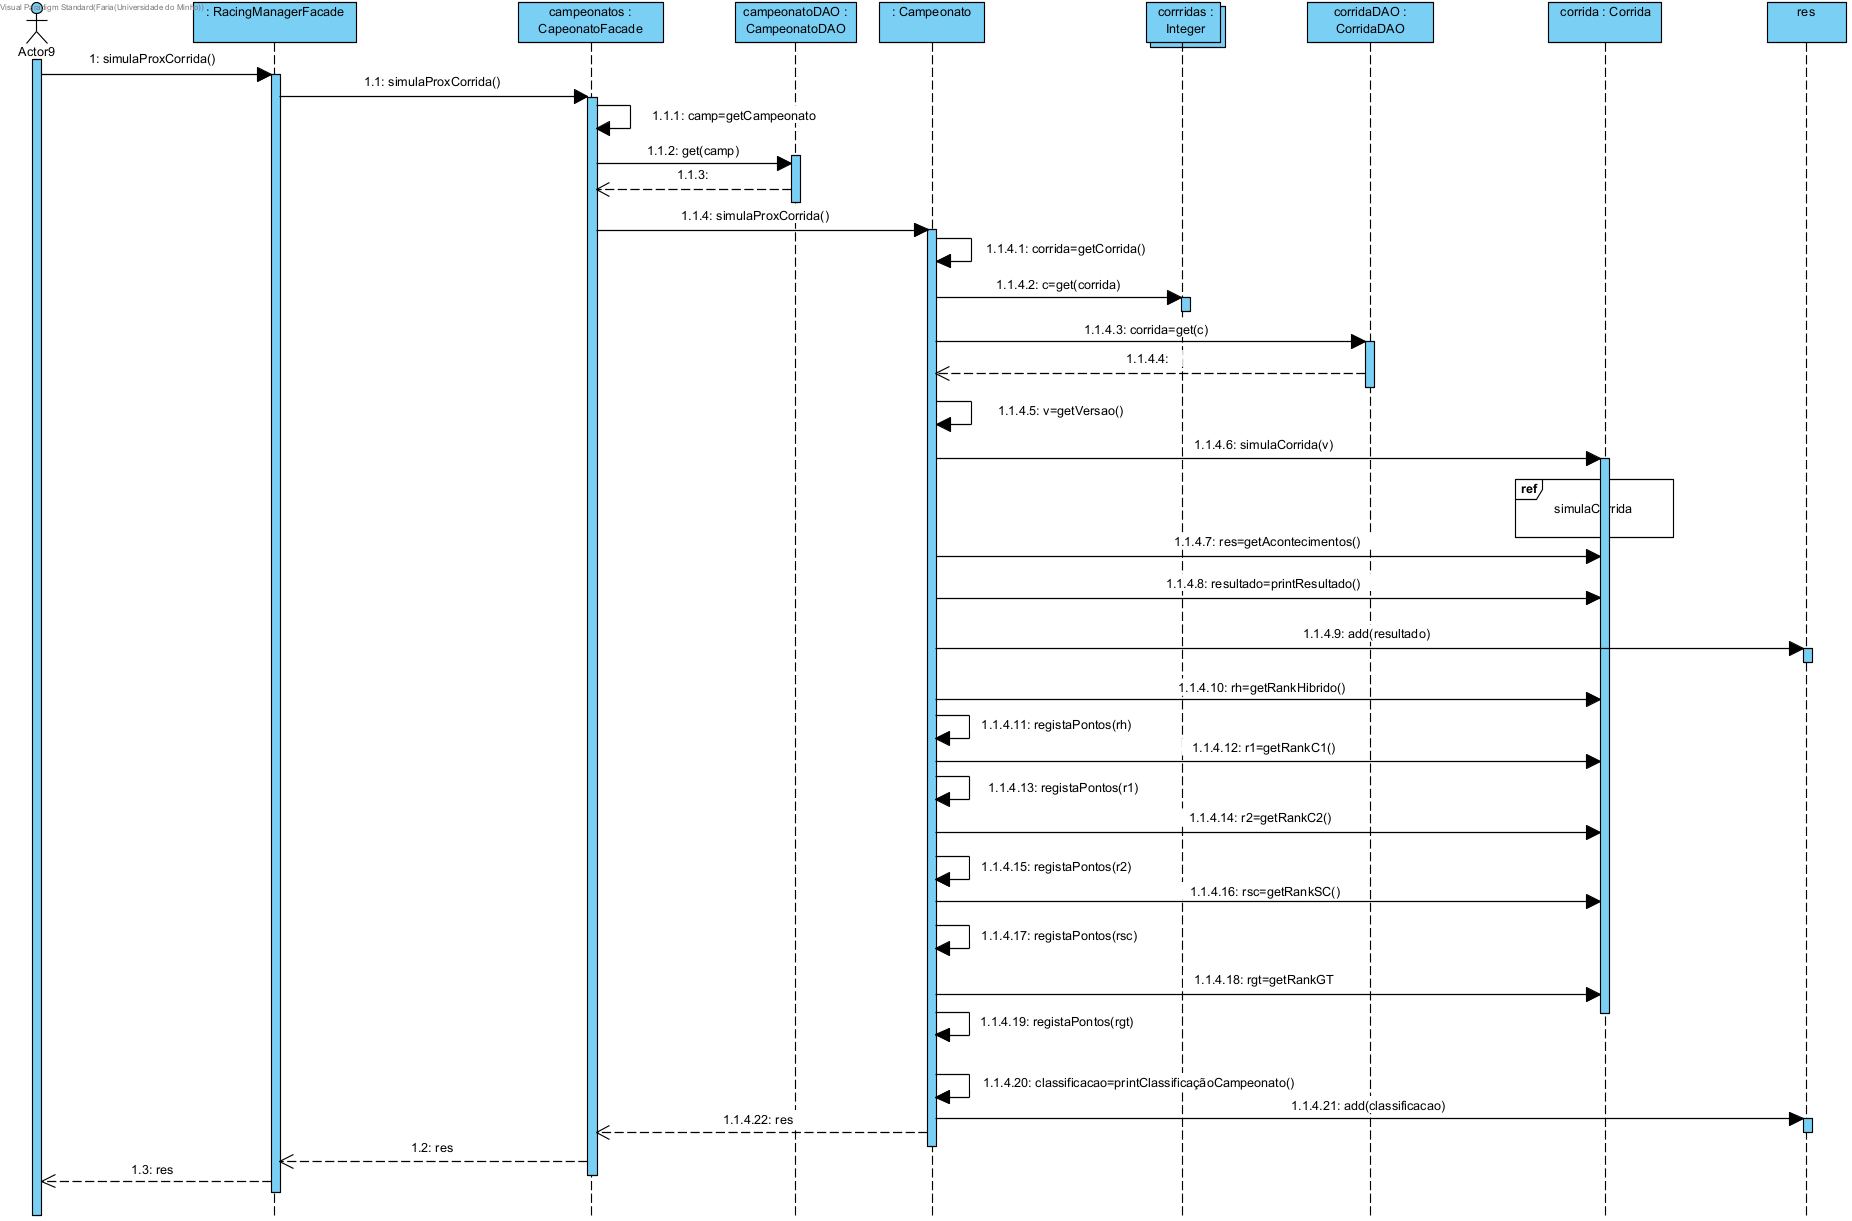 Visual Paradigm Standard(Faria(Universidade do Minho))
Actor9
: RacingManagerFacade
campeonatos :
CapeonatoFacade
campeonatoDAO :
CampeonatoDAO
: Campeonato
corrridas :
Integer
corridaDAO :
CorridaDAO
corrida : Corrida
res
1: simulaProxCorrida()
1.1: simulaProxCorrida()
1.1.1: camp=getCampeonato
1.1.2: get(camp)
1.1.3:
1.1.4: simulaProxCorrida()
1.1.4.1: corrida=getCorrida()
1.1.4.2: c=get(corrida)
1.1.4.3: corrida=get(c)
1.1.4.4:
1.1.4.5: v=getVersao()
1.1.4.6: simulaCorrida(v)
ref
simulaCorrida
1.1.4.7: res=getAcontecimentos()
1.1.4.8: resultado=printResultado()
1.1.4.9: add(resultado)
1.1.4.10: rh=getRankHibrido()
1.1.4.11: registaPontos(rh)
1.1.4.12: r1=getRankC1()
1.1.4.13: registaPontos(r1)
1.1.4.14: r2=getRankC2()
1.1.4.15: registaPontos(r2)
1.1.4.16: rsc=getRankSC()
1.1.4.17: registaPontos(rsc)
1.1.4.18: rgt=getRankGT
1.1.4.19: registaPontos(rgt)
1.1.4.20: classificacao=printClassificaçãoCampeonato()
1.1.4.21: add(classificacao)
1.1.4.22: res
1.2: res
1.3: res